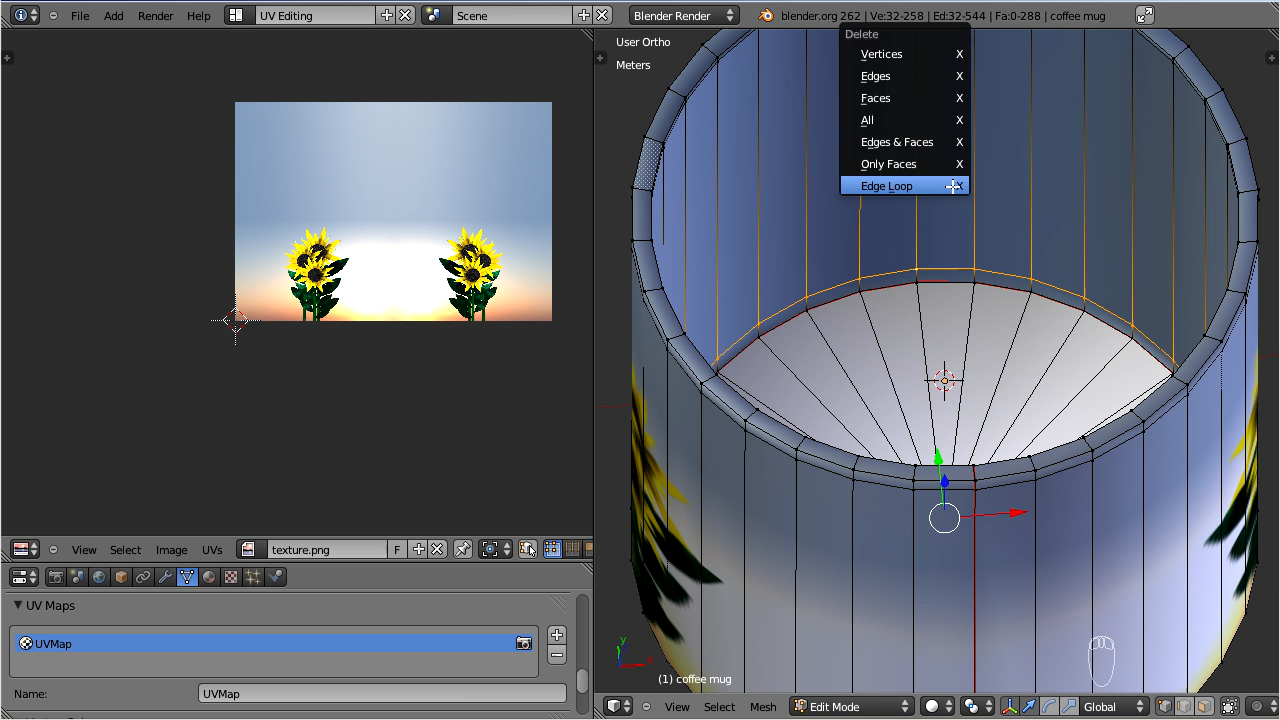 File Add Render Help UV Editing Scene Blender Render blender.org 262 | Ve:32-258 | Ed:32-544 | Fa:0-288 | coffee mug
User Ortho
Meters
Delete
Vertices X
Edges X
Faces X
All X
Edges & Faces X
Only Faces X
Edge Loop X
View Select Image UVs texture.png F
UV Maps
UVMap
Name: UVMap
y
x
(1) coffee mug
View Select Mesh Edit Mode Global